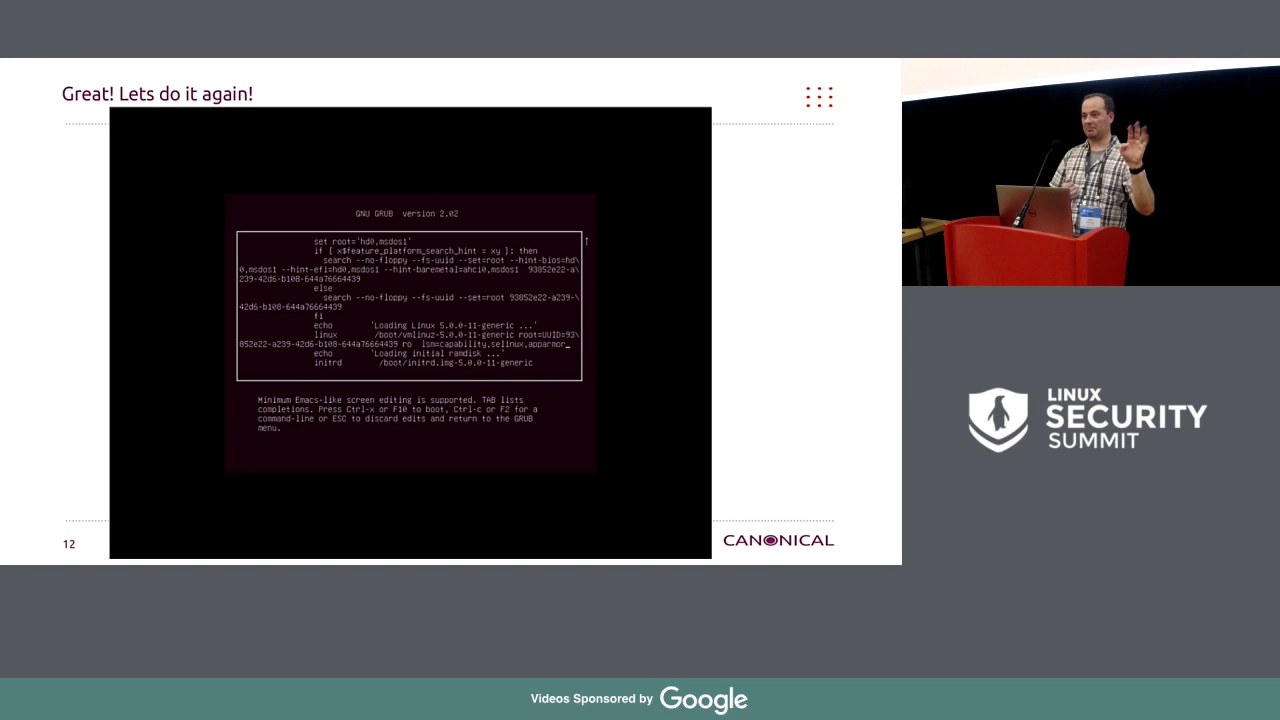 Great! Lets do it again!
GNU GRUB version 2.02
set root='hd0,msdos1'
if [ x$feature_platform_search_hint = xy ]; then
search --no-floppy --fs-uuid --set=root --hint-bios=hd\
0,msdos1 --hint-efi=hd0,msdos1 --hint-baremetal=ahci0,msdos1 93852e22-a\
239-42d6-b108-644a76664439
else
search --no-floppy --fs-uuid --set=root 93852e22-a239-\
42d6-b108-644a76664439
fi
echo 'Loading Linux 5.0.0-11-generic ...'
linux /boot/vmlinuz-5.0.0-11-generic root=UUID=93\
852e22-a239-42d6-b108-644a76664439 ro lsm=capability,selinux,apparmor_
echo 'Loading initial ramdisk ...'
initrd /boot/initrd.img-5.0.0-11-generic
Minimum Emacs-like screen editing is supported. TAB lists
completions. Press Ctrl-x or F10 to boot, Ctrl-c or F2 for a
command-line or ESC to discard edits and return to the GRUB
menu.
12
CANONICAL
LINUX
SECURITY
SUMMIT
Videos Sponsored by Google